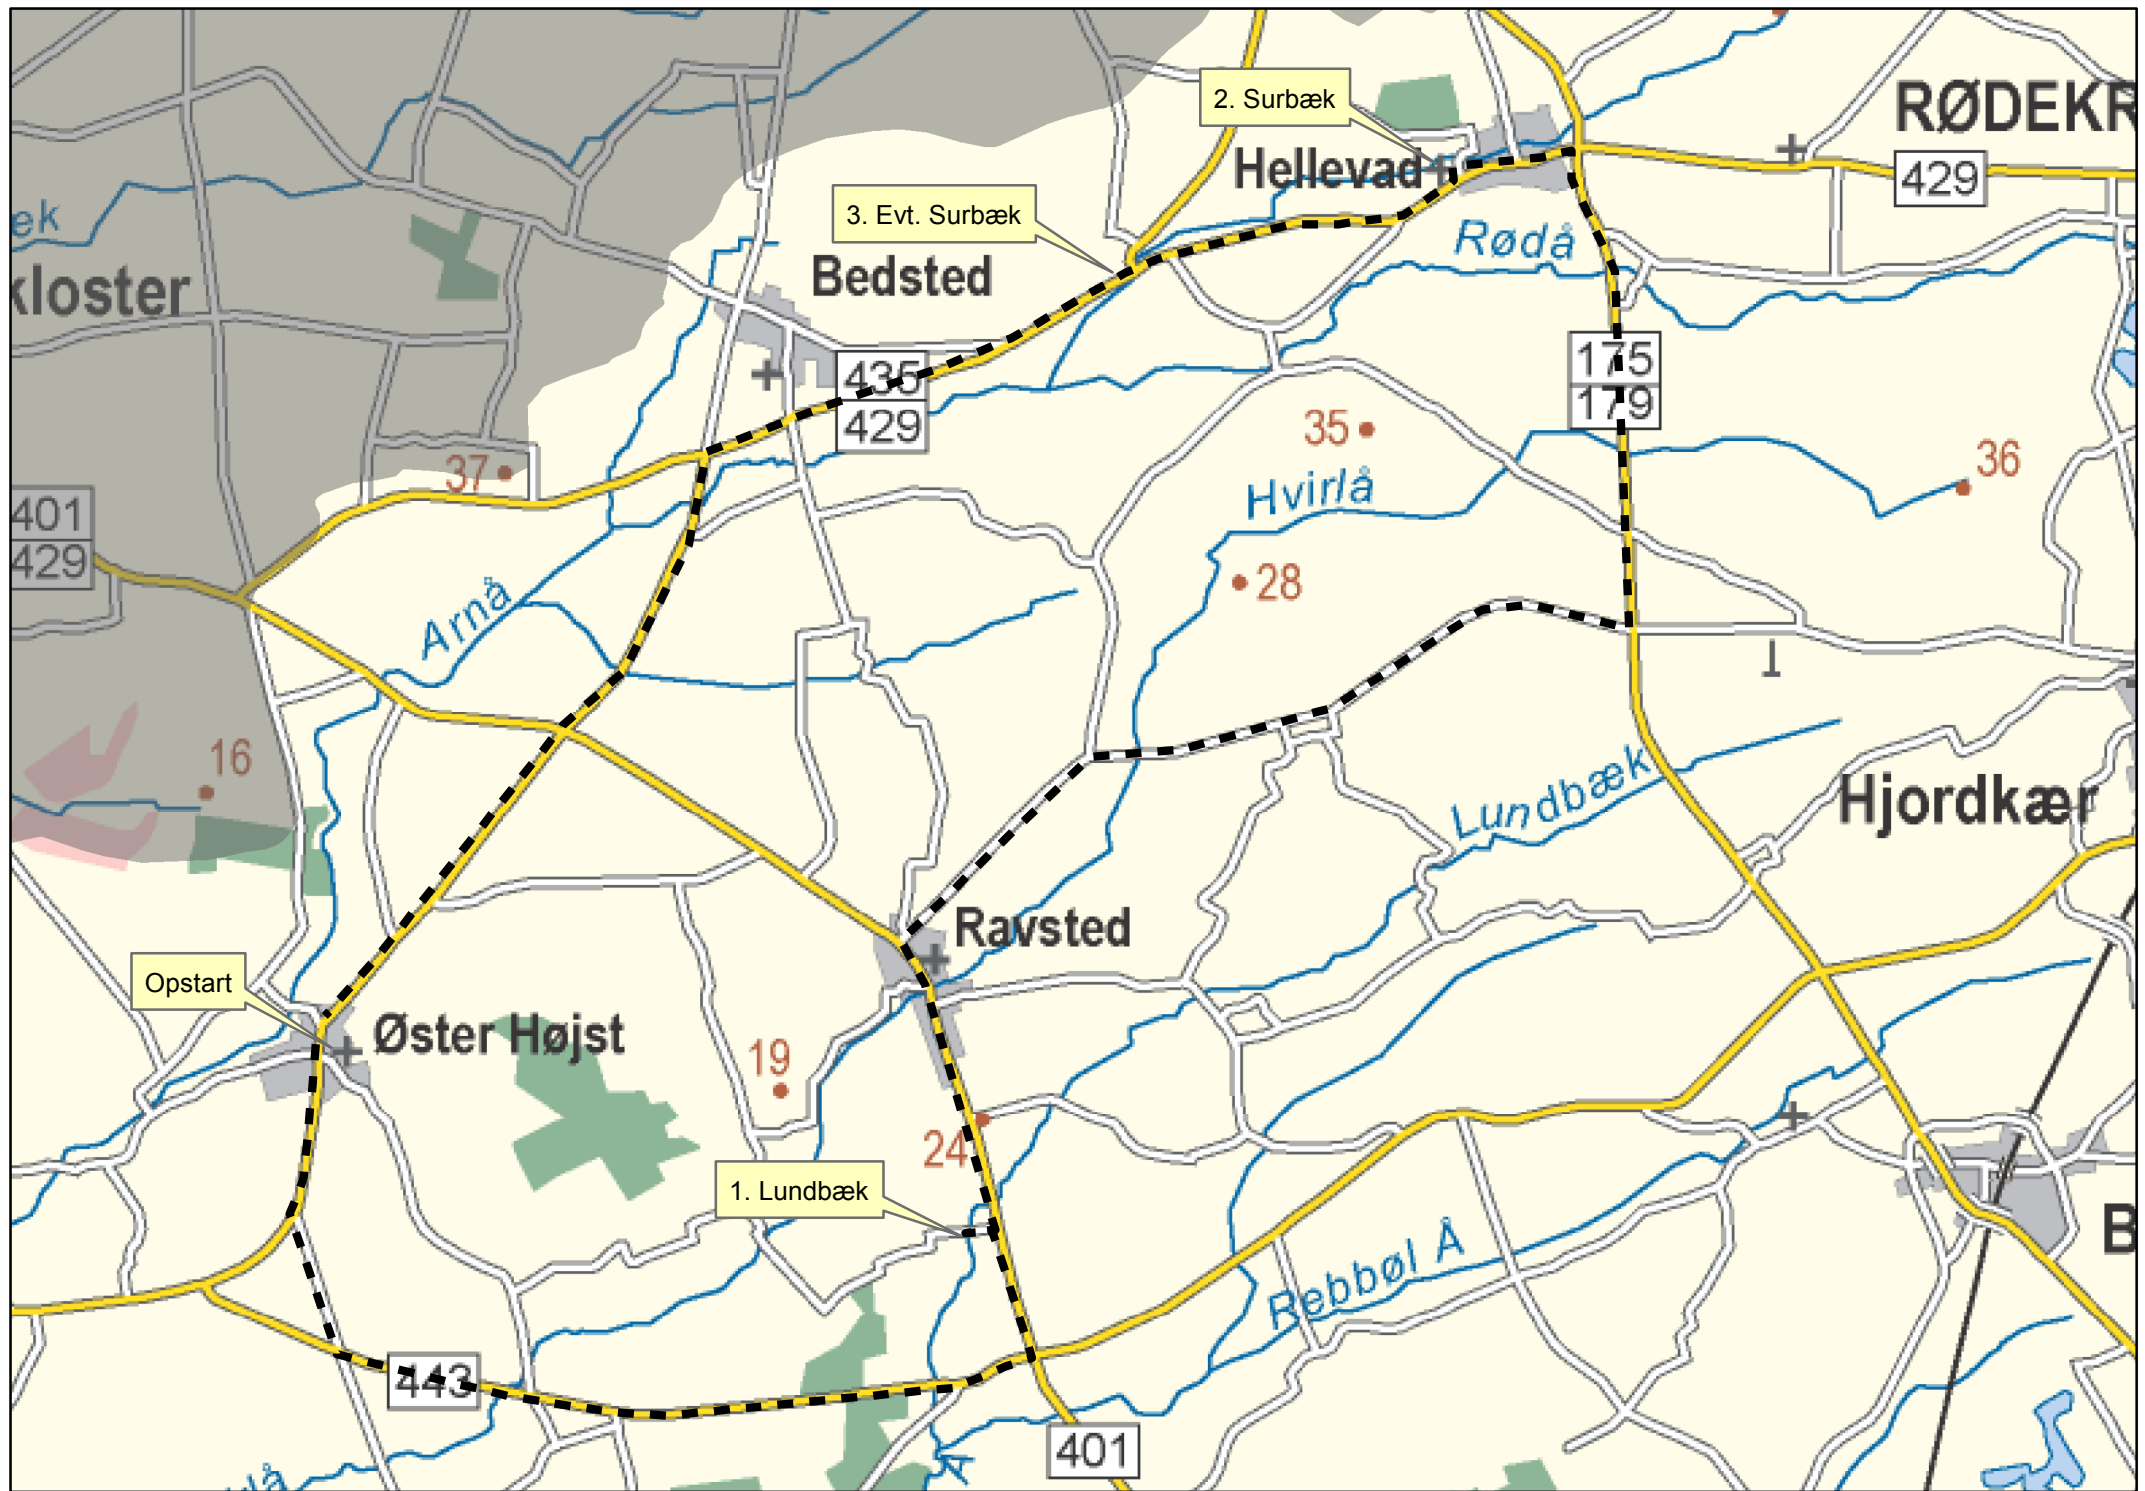 2. Surbæk
RØDEKR
Hellevad
429
3. Evt. Surbæk
Rødå
ek
Bedsted
kloster
175
179
435
429
35
36
37
Hvirlå
401
429
28
Arnå
16
Lundbæk
Hjordkær
Ravsted
Opstart
Øster Højst
19
24
1. Lundbæk
B
Rebbøl Å
443
401
lå